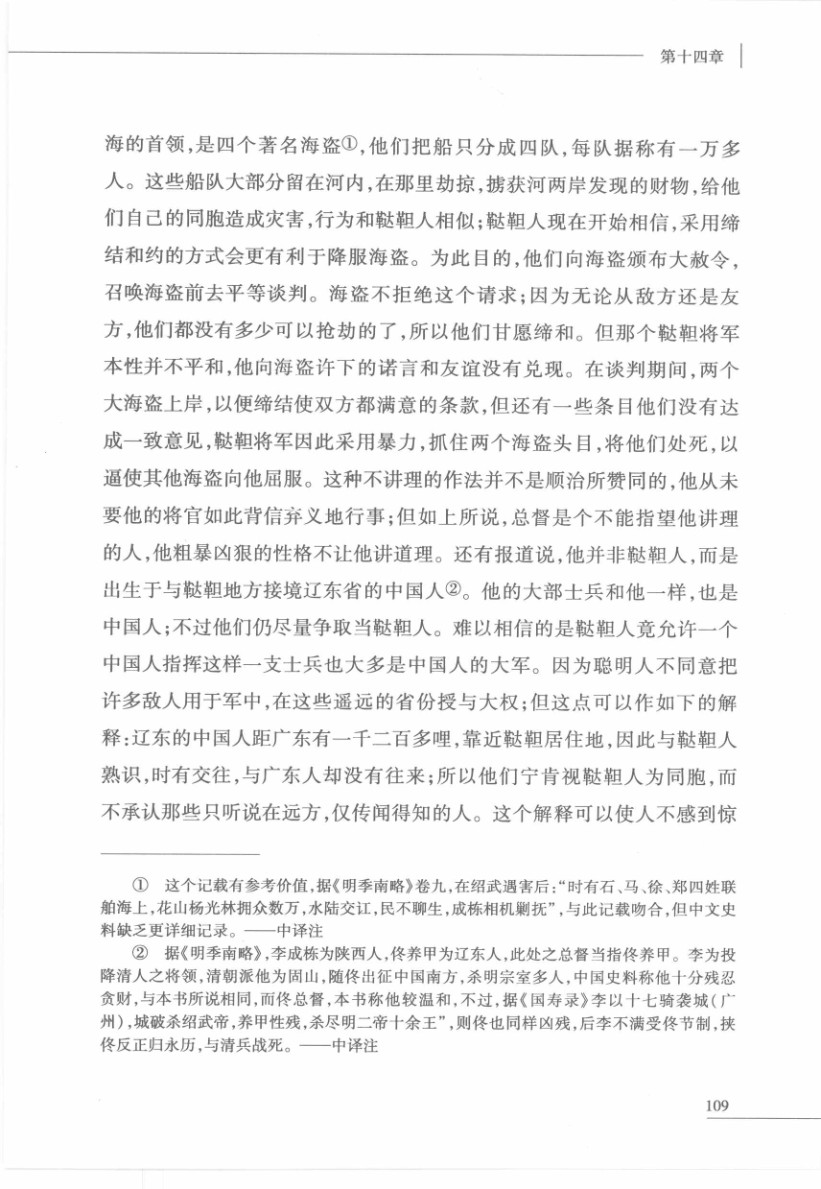 第十四章
海的首领,是四个著名海盗①,他们把船只分成四队,每队据称有一万多
人。这些船队大部分留在河内,在那里劫掠,掳获河两岸发现的财物,给他
们自己的同胞造成灾害,行为和鞑靼人相似;鞑靼人现在开始相信,采用缔
结和约的方式会更有利于降服海盗。为此目的,他们向海盗颁布大赦令,
召唤海盗前去平等谈判。海盗不拒绝这个请求;因为无论从敌方还是友
方,他们都没有多少可以抢劫的了,所以他们甘愿缔和。但那个鞑靼将军
本性并不平和,他向海盗许下的诺言和友谊没有兑现。在谈判期间,两个
大海盗上岸,以便缔结使双方都满意的条款,但还有一些条目他们没有达
成一致意见,鞑靼将军因此采用暴力,抓住两个海盗头目,将他们处死,以
逼使其他海盗向他屈服。这种不讲理的作法并不是顺治所赞同的,他从未
要他的将官如此背信弃义地行事;但如上所说,总督是个不能指望他讲理
的人,他粗暴凶狠的性格不让他讲道理。还有报道说,他并非鞑靼人,而是
出生于与鞑靼地方接境辽东省的中国人②。他的大部士兵和他一样,也是
中国人;不过他们仍尽量争取当鞑靼人。难以相信的是鞑靼人竟允许一个
中国人指挥这样一支士兵也大多是中国人的大军。因为聪明人不同意把
许多敌人用于军中,在这些遥远的省份授与大权;但这点可以作如下的解
释:辽东的中国人距广东有一千二百多哩,靠近鞑靼居住地,因此与鞑靼人
熟识,时有交往,与广东人却没有往来;所以他们宁肯视鞑靼人为同胞,而
不承认那些只听说在远方,仅传闻得知的人。这个解释可以使人不感到惊
① 这个记载有参考价值,据《明季南略》卷九,在绍武遇害后:“时有石、马、徐、郑四姓联
舶海上,花山杨光林拥众数万,水陆交讧,民不聊生,成栋相机剿抚”,与此记载吻合,但中文史
料缺乏更详细记录。——中译注
② 据《明季南略》,李成栋为陕西人,佟养甲为辽东人,此处之总督当指佟养甲。李为投
降清人之将领,清朝派他为固山,随佟出征中国南方,杀明宗室多人,中国史料称他十分残忍
贪财,与本书所说相同,而佟总督,本书称他较温和,不过,据《国寿录》李以十七骑袭城(广
州),城破杀绍武帝,养甲性残,杀尽明二帝十余王”,则佟也同样凶残,后李不满受佟节制,挟
佟反正归永历,与清兵战死。——中译注
109